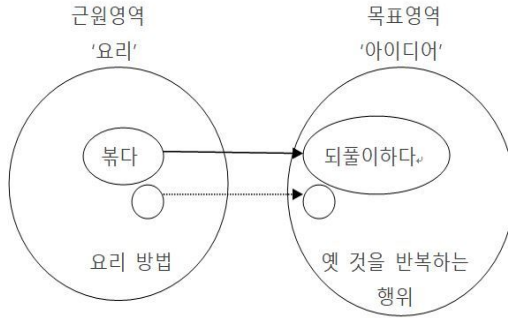 근원영역
'요리'
목표영역
'아이디어'
볶다
되풀이하다
요리 방법
옛 것을 반복하는
행위